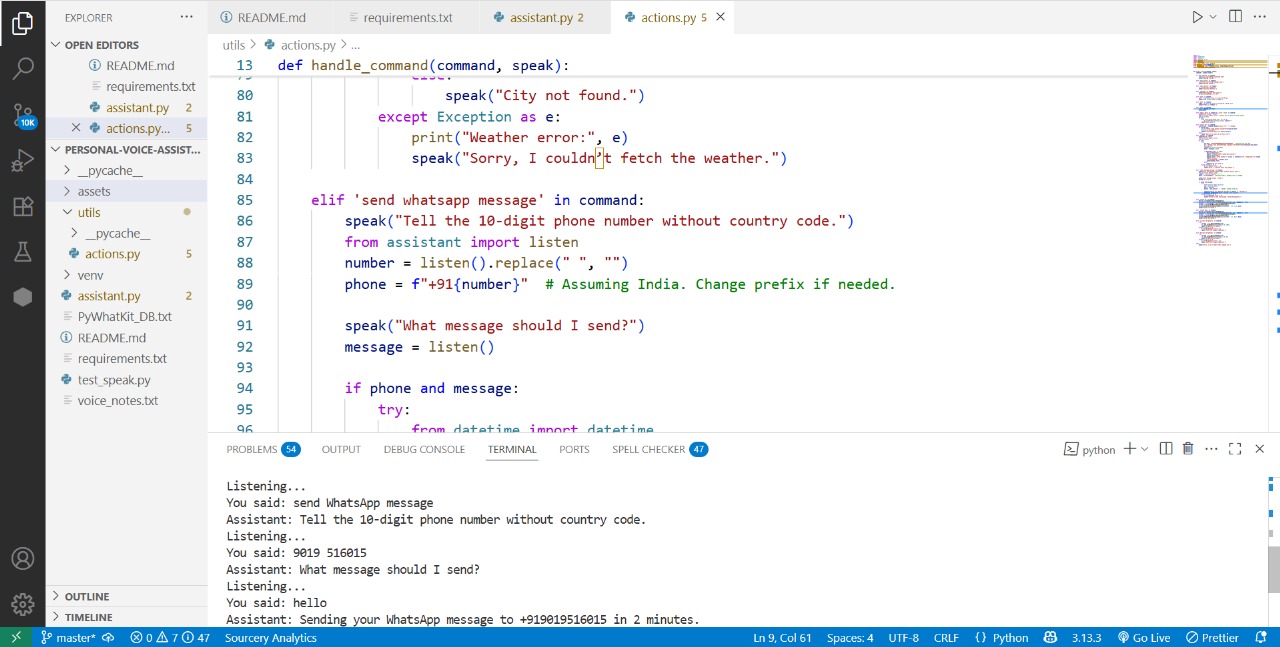 EXPLORER
README.md
requirements.txt
assistant.py 2
actions.py 5
OPEN EDITORS
README.md
requirements.txt
assistant.py 2
actions.py... 5
PERSONAL-VOICE-ASSIST...
__pycache__
assets
utils
__pycache__
actions.py 5
venv
assistant.py 2
PyWhatKit_DB.txt
README.md
requirements.txt
test_speak.py
voice_notes.txt
OUTLINE
TIMELINE
10K
utils > actions.py > ...
13 def handle_command(command, speak):
79 else:
80 speak("City not found.")
81 except Exception as e:
82 print("Weather error:", e)
83 speak("Sorry, I couldn't fetch the weather.")
84
85 elif 'send whatsapp message' in command:
86 speak("Tell the 10-digit phone number without country code.")
87 from assistant import listen
88 number = listen().replace(" ", "")
89 phone = f"+91{number}" # Assuming India. Change prefix if needed.
90
91 speak("What message should I send?")
92 message = listen()
93
94 if phone and message:
95 try:
96 from datetime import datetime
PROBLEMS 54 OUTPUT DEBUG CONSOLE TERMINAL PORTS SPELL CHECKER 47
python
Listening...
You said: send WhatsApp message
Assistant: Tell the 10-digit phone number without country code.
Listening...
You said: 9019 516015
Assistant: What message should I send?
Listening...
You said: hello
Assistant: Sending your WhatsApp message to +919019516015 in 2 minutes.
master* 0 7 47 Sourcery Analytics Ln 9, Col 61 Spaces: 4 UTF-8 CRLF {} Python 3.13.3 Go Live Prettier